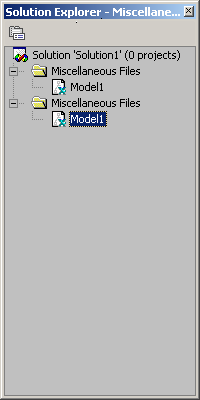 Solution Explorer - Miscellane...
Solution 'Solution1' (0 projects)
Miscellaneous Files
Model1
Miscellaneous Files
Model1